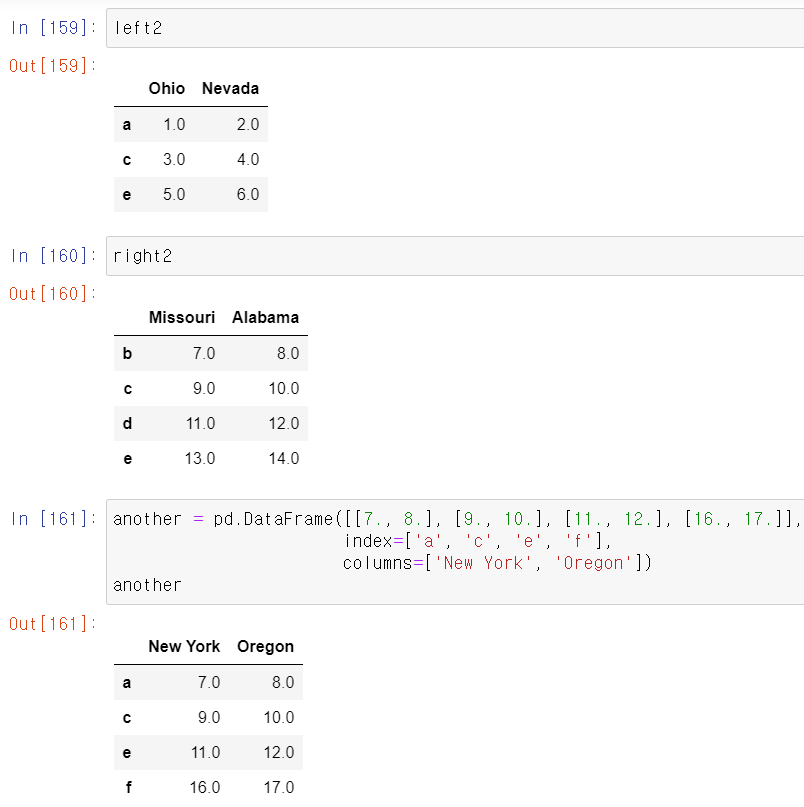 In [159]: left2
Out[159]:
Ohio Nevada
a 1.0 2.0
c 3.0 4.0
e 5.0 6.0
In [160]: right2
Out[160]:
Missouri Alabama
b 7.0 8.0
c 9.0 10.0
d 11.0 12.0
e 13.0 14.0
In [161]: another = pd.DataFrame([[7., 8.], [9., 10.], [11., 12.], [16., 17.]],
index=['a', 'c', 'e', 'f'],
columns=['New York', 'Oregon'])
another
Out[161]:
New York Oregon
a 7.0 8.0
c 9.0 10.0
e 11.0 12.0
f 16.0 17.0